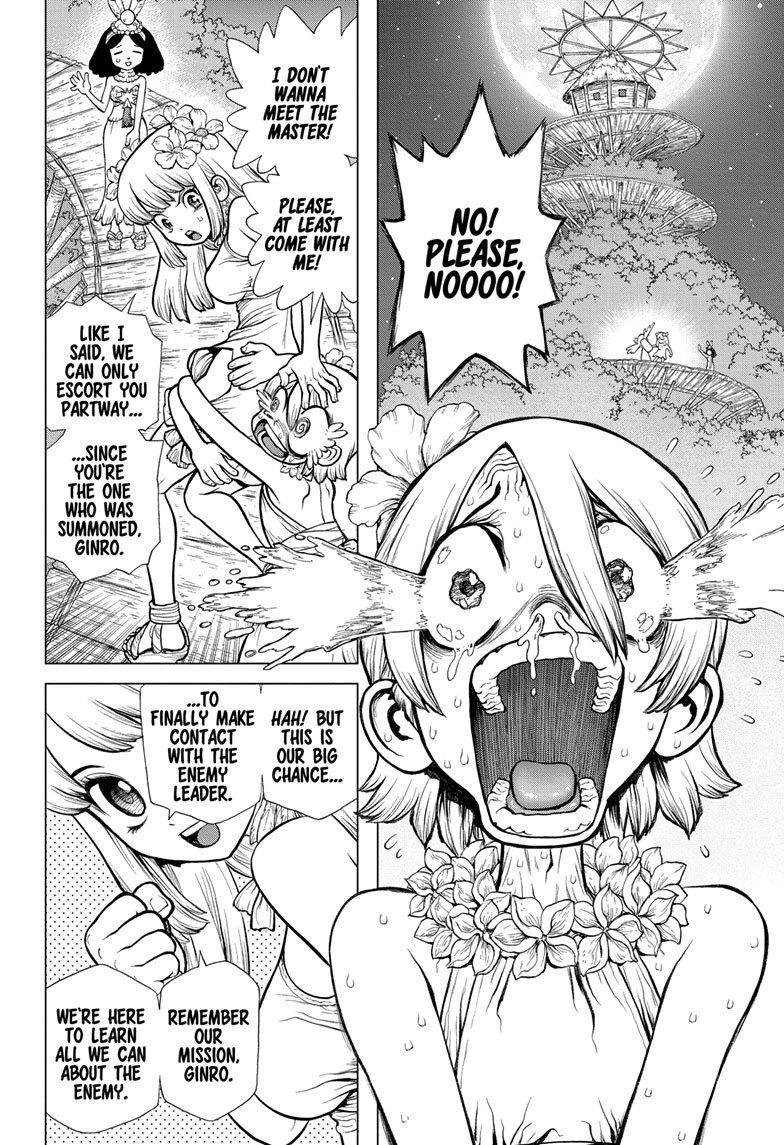 NO!
PLEASE,
NOOOO!
I DON'T
WANNA
MEET THE
MASTER!
PLEASE,
AT LEAST
COME WITH
ME!
LIKE I
SAID, WE
CAN ONLY
ESCORT YOU
PARTWAY...
...SINCE
YOU'RE
THE ONE
WHO WAS
SUMMONED,
GINRO.
HAH! BUT
THIS IS
OUR BIG
CHANCE...
...TO
FINALLY MAKE
CONTACT
WITH THE
ENEMY
LEADER.
REMEMBER
OUR
MISSION,
GINRO.
WE'RE HERE
TO LEARN
ALL WE CAN
ABOUT THE
ENEMY.